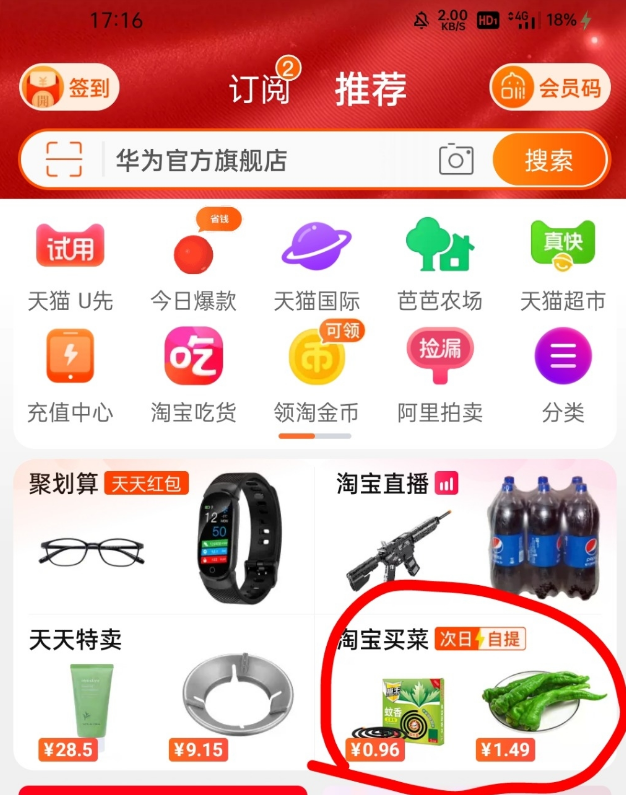 17:16
2.00 KB/S HD1 4G 18%
签到
订阅 2
推荐
会员码
华为官方旗舰店
搜索
试用
省钱
真快
天猫 U先
今日爆款
天猫国际
芭芭农场
天猫超市
吃
币
可领
捡漏
充值中心
淘宝吃货
领淘金币
阿里拍卖
分类
聚划算 天天红包
淘宝直播
12
50
pepsi
天天特卖
淘宝买菜 次日自提
蚊香
¥28.5
¥9.15
¥0.96
¥1.49